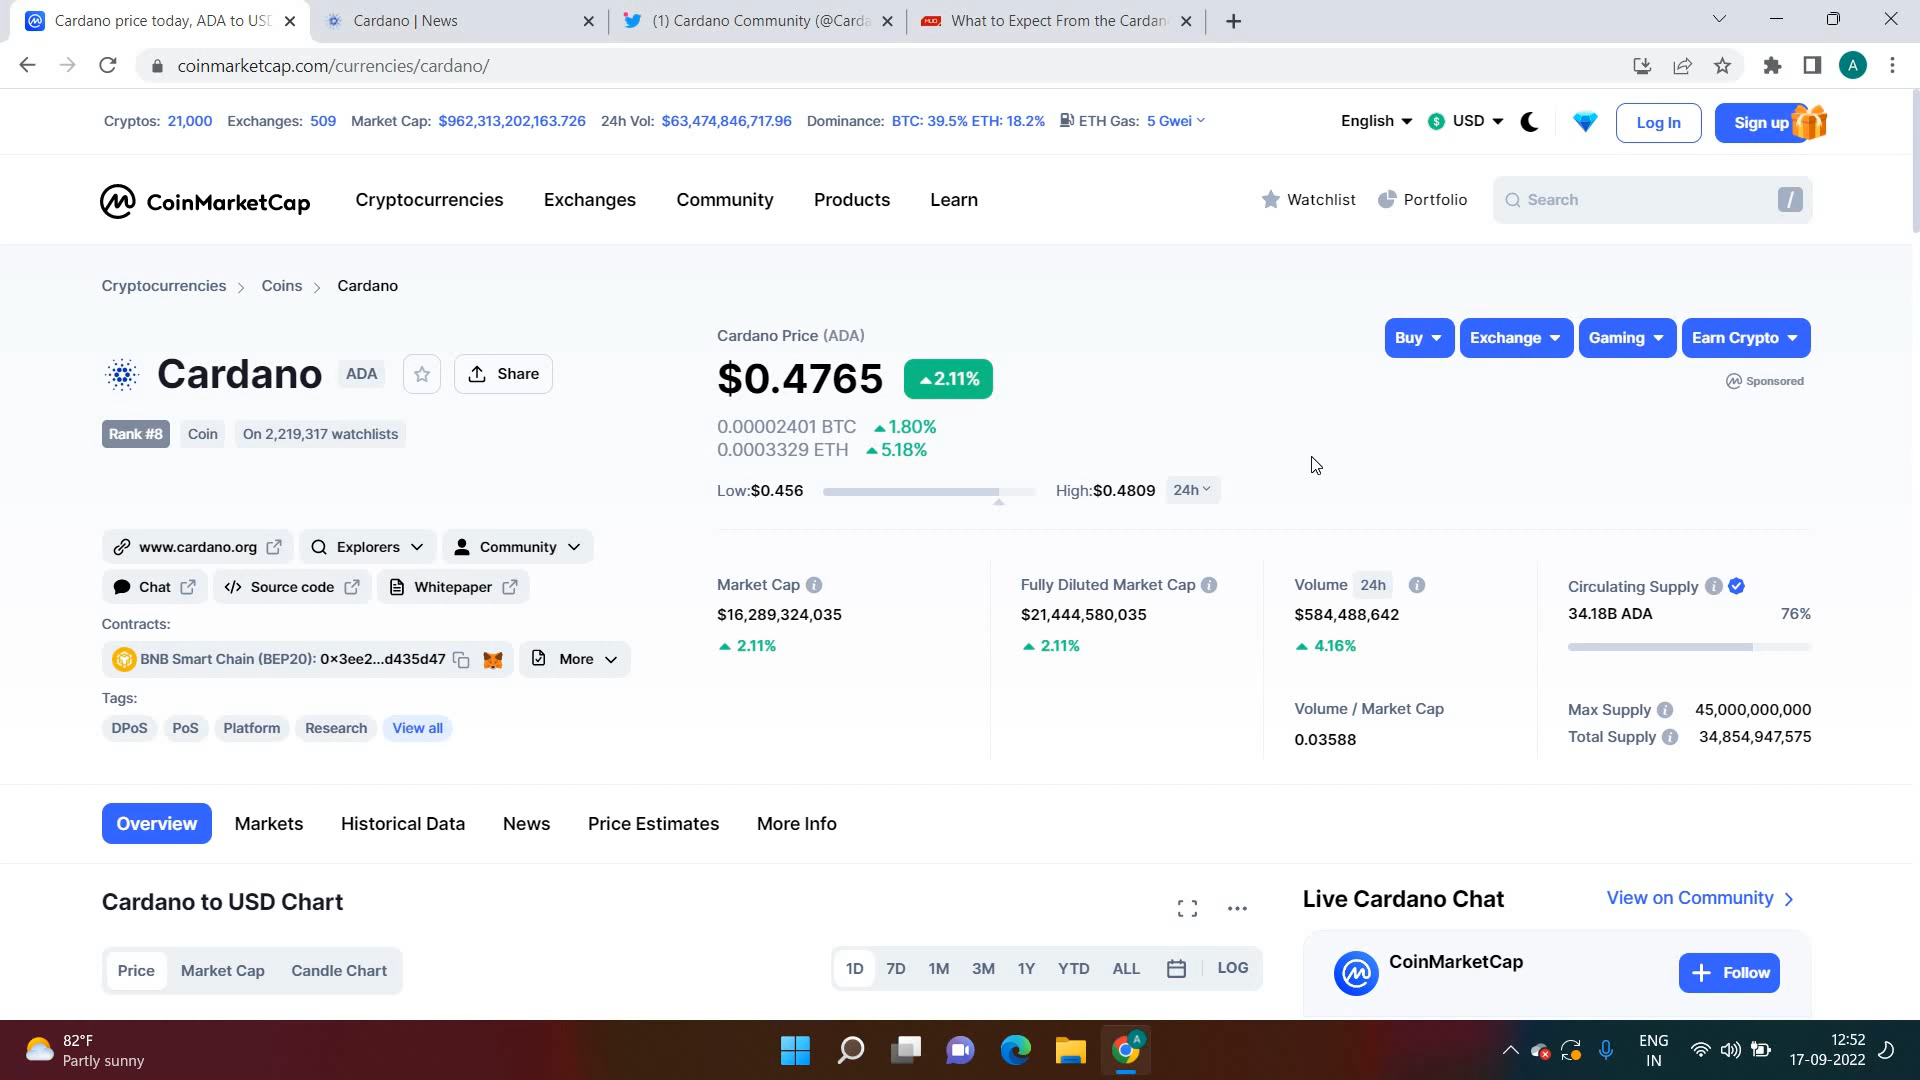 Cardano price today, ADA to USD
Cardano | News
(1) Cardano Community (@Carda
What to Expect From the Cardan
coinmarketcap.com/currencies/cardano/
A
Cryptos: 21,000 Exchanges: 509 Market Cap: $962,313,202,163.726 24h Vol: $63,474,846,717.96 Dominance: BTC: 39.5% ETH: 18.2% ETH Gas: 5 Gwei
English USD Log In Sign up
CoinMarketCap Cryptocurrencies Exchanges Community Products Learn
Watchlist Portfolio Search /
Cryptocurrencies > Coins > Cardano
Cardano Price (ADA)
Buy Exchange Gaming Earn Crypto
Cardano ADA Share
$0.4765 2.11%
Sponsored
Rank #8 Coin On 2,219,317 watchlists
0.00002401 BTC 1.80%
0.0003329 ETH 5.18%
Low:$0.456 High:$0.4809 24h
www.cardano.org Explorers Community
Chat Source code Whitepaper
Contracts:
BNB Smart Chain (BEP20): 0x3ee2...d435d47 More
Tags:
DPoS PoS Platform Research View all
Market Cap
$16,289,324,035
2.11%
Fully Diluted Market Cap
$21,444,580,035
2.11%
Volume 24h
$584,488,642
4.16%
Volume / Market Cap
0.03588
Circulating Supply
34.18B ADA 76%
Max Supply 45,000,000,000
Total Supply 34,854,947,575
Overview Markets Historical Data News Price Estimates More Info
Cardano to USD Chart
Price Market Cap Candle Chart
1D 7D 1M 3M 1Y YTD ALL LOG
Live Cardano Chat View on Community >
CoinMarketCap + Follow
82°F
Partly sunny
ENG
IN
12:52
17-09-2022